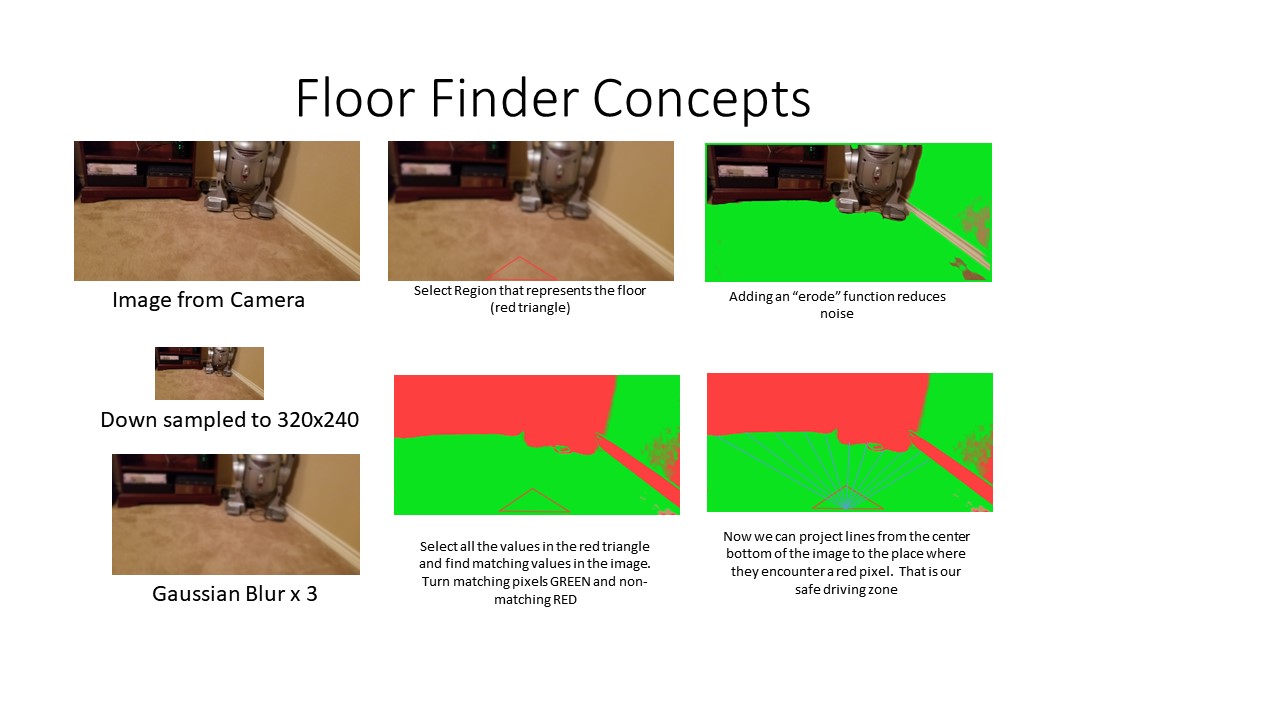 Floor Finder Concepts
Image from Camera
Down sampled to 320x240
Gaussian Blur x 3
Select Region that represents the floor
(red triangle)
Select all the values in the red triangle
and find matching values in the image.
Turn matching pixels GREEN and non-
matching RED
Adding an “erode” function reduces
noise
Now we can project lines from the center
bottom of the image to the place where
they encounter a red pixel.  That is our
safe driving zone